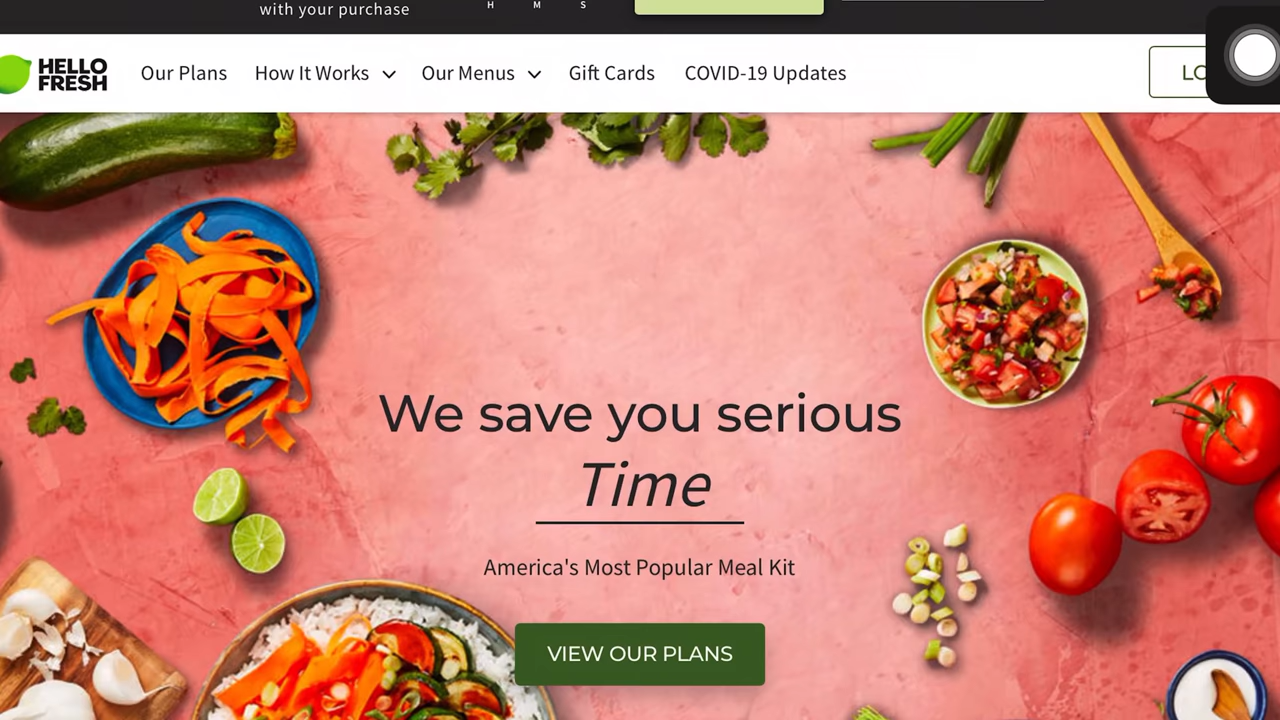 with your purchase
H M S
HELLO
FRESH
Our Plans How It Works Our Menus Gift Cards COVID-19 Updates
We save you serious
Time
America's Most Popular Meal Kit
VIEW OUR PLANS